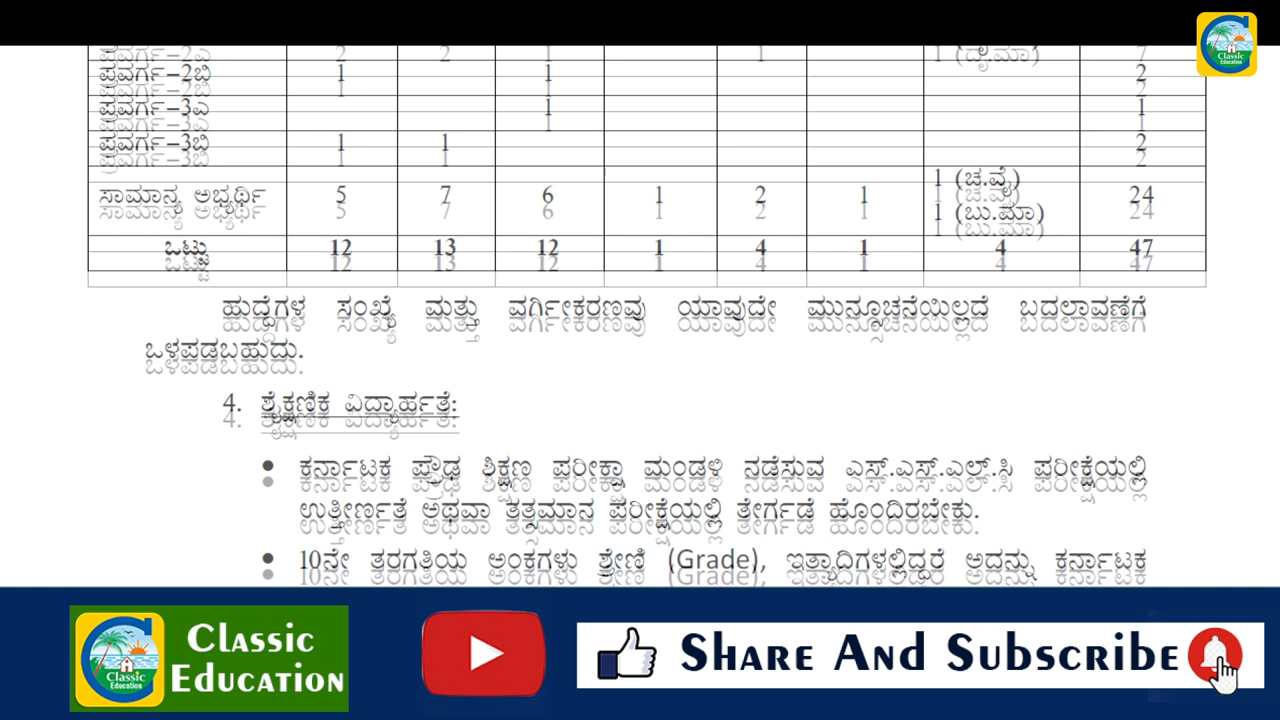 Classic
Education
ಪ್ರವರ್ಗ-2ಎ 2 2 1 1 1 (ದೃ.ಮಾ) 7
ಪ್ರವರ್ಗ-2ಬಿ 1 1 2
ಪ್ರವರ್ಗ-3ಎ 1 1
ಪ್ರವರ್ಗ-3ಬಿ 1 1 2
ಸಾಮಾನ್ಯ ಅಭ್ಯರ್ಥಿ 5 7 6 1 2 1 1 (ಚ.ವೈ) 1 (ಬು.ಮಾ) 24
ಒಟ್ಟು 12 13 12 1 4 1 4 47
ಹುದ್ದೆಗಳ ಸಂಖ್ಯೆ ಮತ್ತು ವರ್ಗೀಕರಣವು ಯಾವುದೇ ಮುನ್ಸೂಚನೆಯಿಲ್ಲದೆ ಬದಲಾವಣೆಗೆ
ಒಳಪಡಬಹುದು.
4. ಶೈಕ್ಷಣಿಕ ವಿದ್ಯಾರ್ಹತೆ:
● ಕರ್ನಾಟಕ ಪ್ರೌಢ ಶಿಕ್ಷಣ ಪರೀಕ್ಷಾ ಮಂಡಳಿ ನಡೆಸುವ ಎಸ್.ಎಸ್.ಎಲ್.ಸಿ ಪರೀಕ್ಷೆಯಲ್ಲಿ
ಉತ್ತೀರ್ಣತೆ ಅಥವಾ ತತ್ಸಮಾನ ಪರೀಕ್ಷೆಯಲ್ಲಿ ತೇರ್ಗಡೆ ಹೊಂದಿರಬೇಕು.
● 10ನೇ ತರಗತಿಯ ಅಂಕಗಳು ಶ್ರೇಣಿ (Grade), ಇತ್ಯಾದಿಗಳಲ್ಲಿದ್ದರೆ ಅದನ್ನು ಕರ್ನಾಟಕ
Classic
Education
Classic
Education
Share And Subscribe